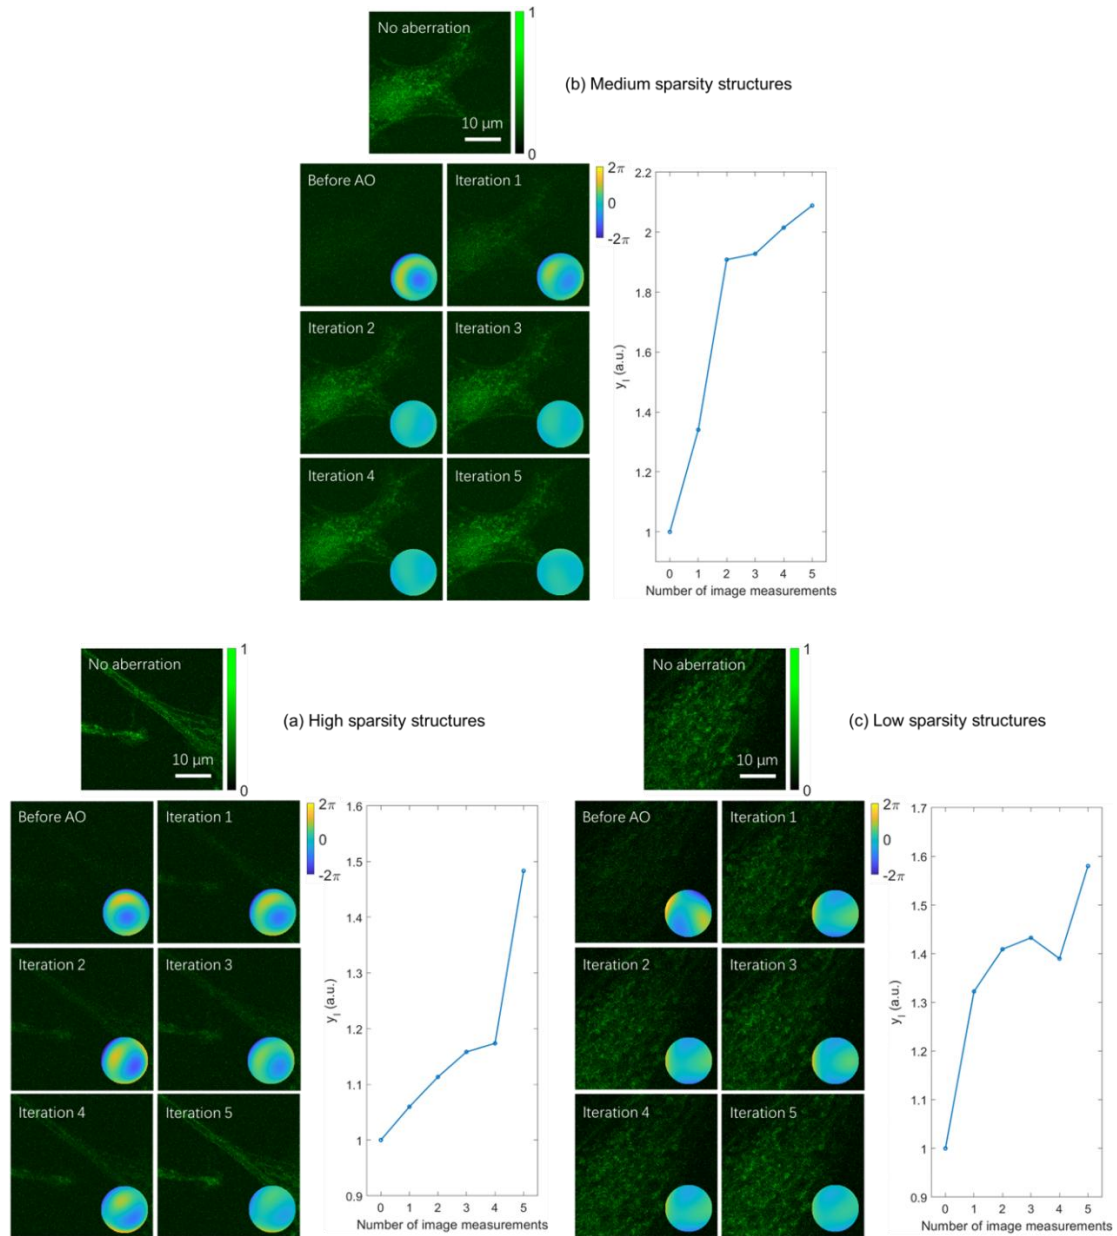 No aberration
10 μm
1
0
(b) Medium sparsity structures
Before AO
Iteration 1
Iteration 2
Iteration 3
Iteration 4
Iteration 5
2π
0
-2π
2.2
2
1.8
1.6
1.4
1.2
1
y_I (a.u.)
0 1 2 3 4 5
Number of image measurements
No aberration
10 μm
1
0
(a) High sparsity structures
Before AO
Iteration 1
Iteration 2
Iteration 3
Iteration 4
Iteration 5
2π
0
-2π
1.6
1.5
1.4
1.3
1.2
1.1
1
0.9
y_I (a.u.)
0 1 2 3 4 5
Number of image measurements
No aberration
10 μm
1
0
(c) Low sparsity structures
Before AO
Iteration 1
Iteration 2
Iteration 3
Iteration 4
Iteration 5
2π
0
-2π
1.7
1.6
1.5
1.4
1.3
1.2
1.1
1
0.9
y_I (a.u.)
0 1 2 3 4 5
Number of image measurements